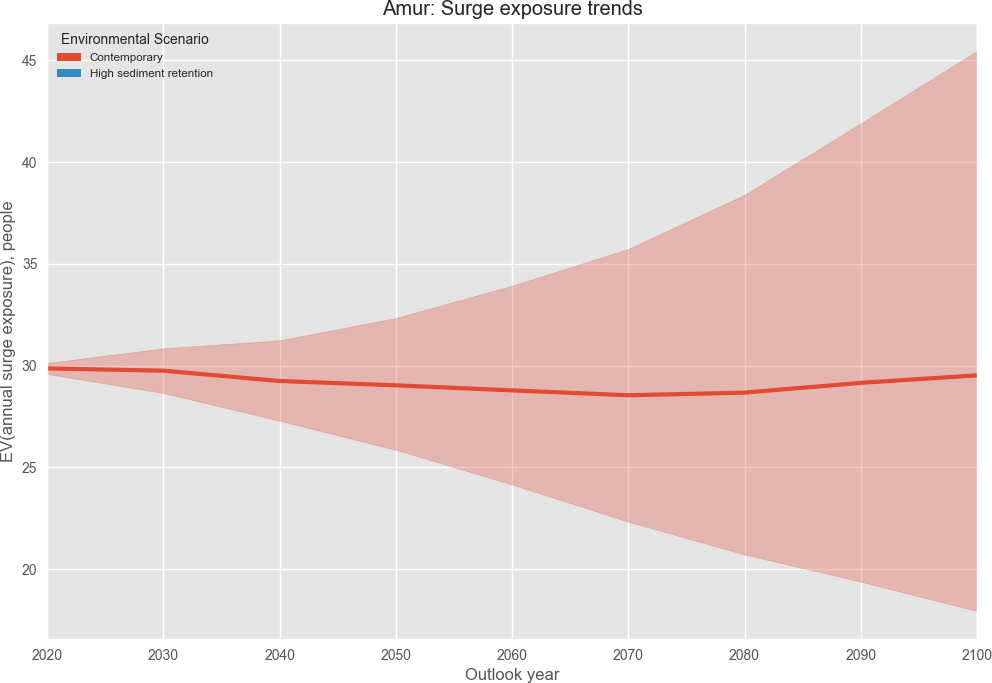 Amur: Surge exposure trends
Environmental Scenario
Contemporary
High sediment retention
EV(annual surge exposure), people
45
40
35
30
25
20
2020 2030 2040 2050 2060 2070 2080 2090 2100
Outlook year